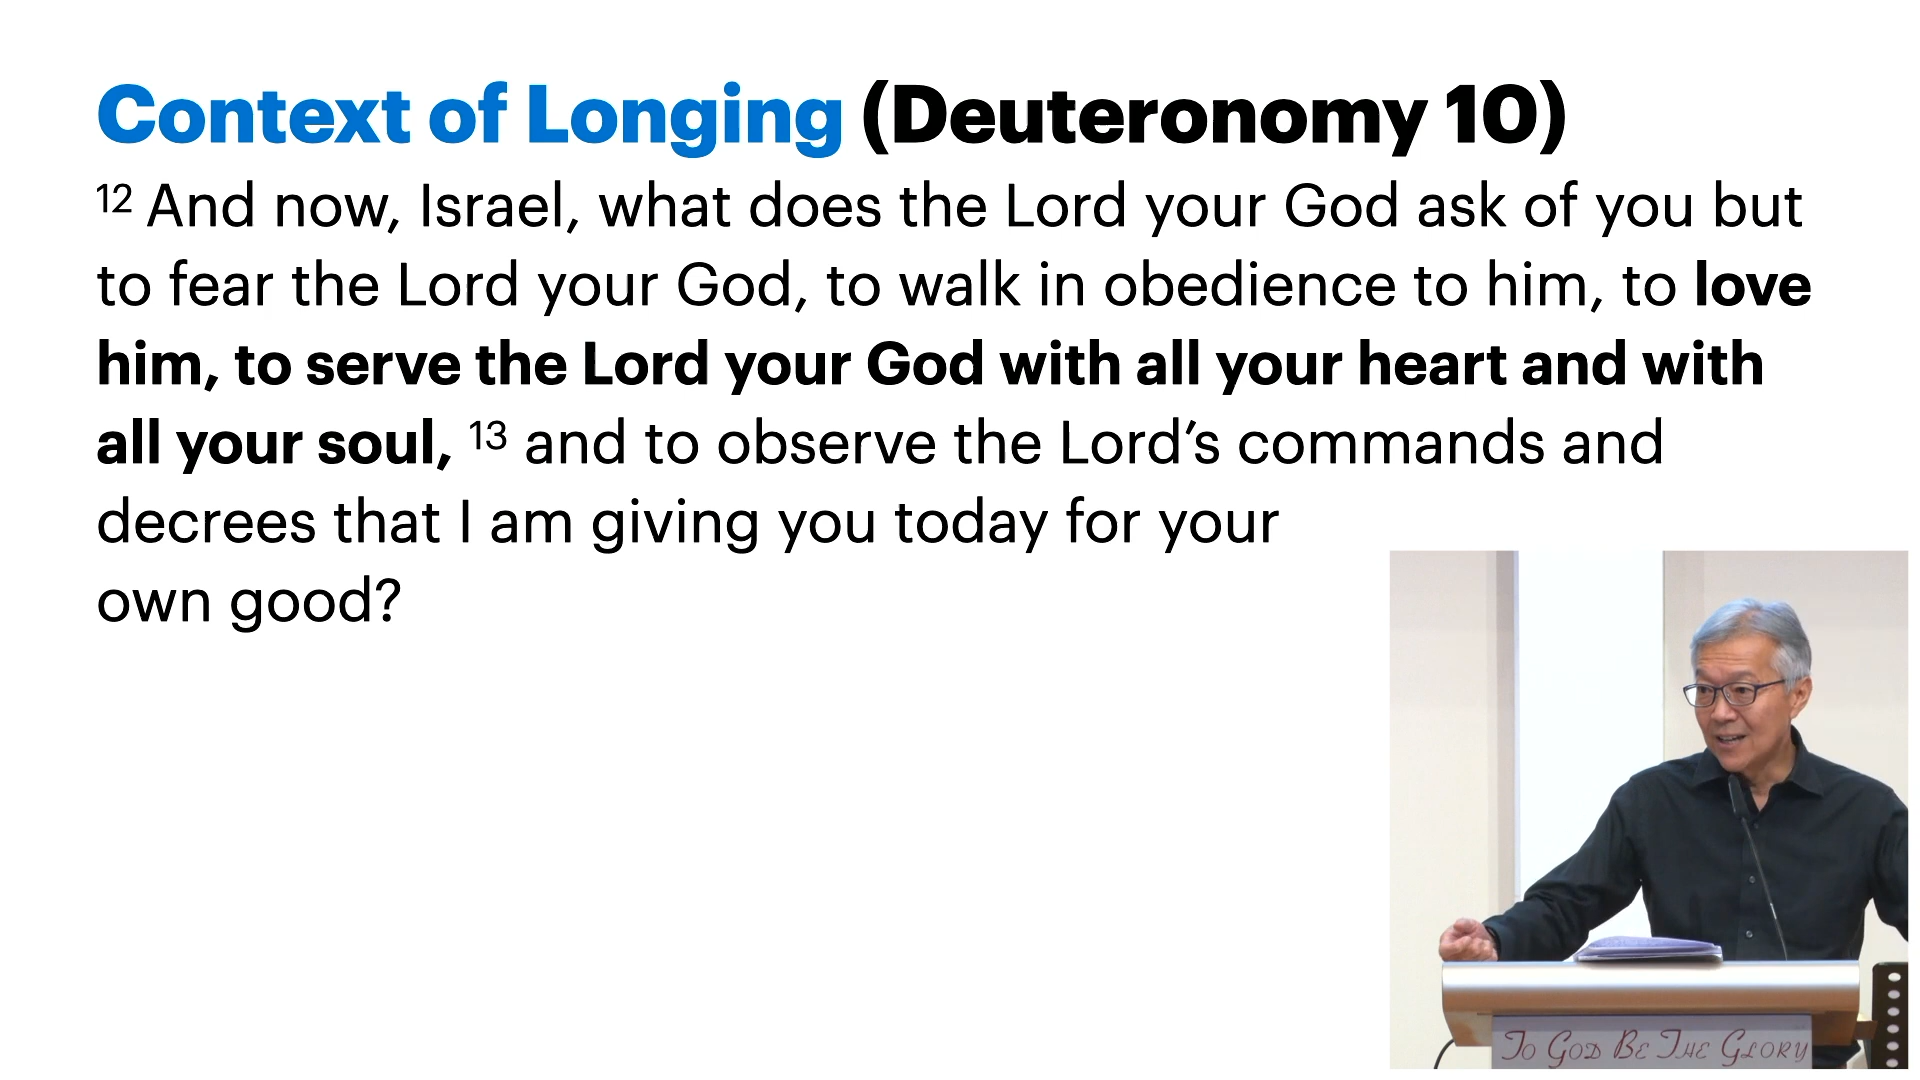 Context of Longing (Deuteronomy 10)
12 And now, Israel, what does the Lord your God ask of you but
to fear the Lord your God, to walk in obedience to him, to love
him, to serve the Lord your God with all your heart and with
all your soul, 13 and to observe the Lord’s commands and
decrees that I am giving you today for your
own good?
To God Be The Glory